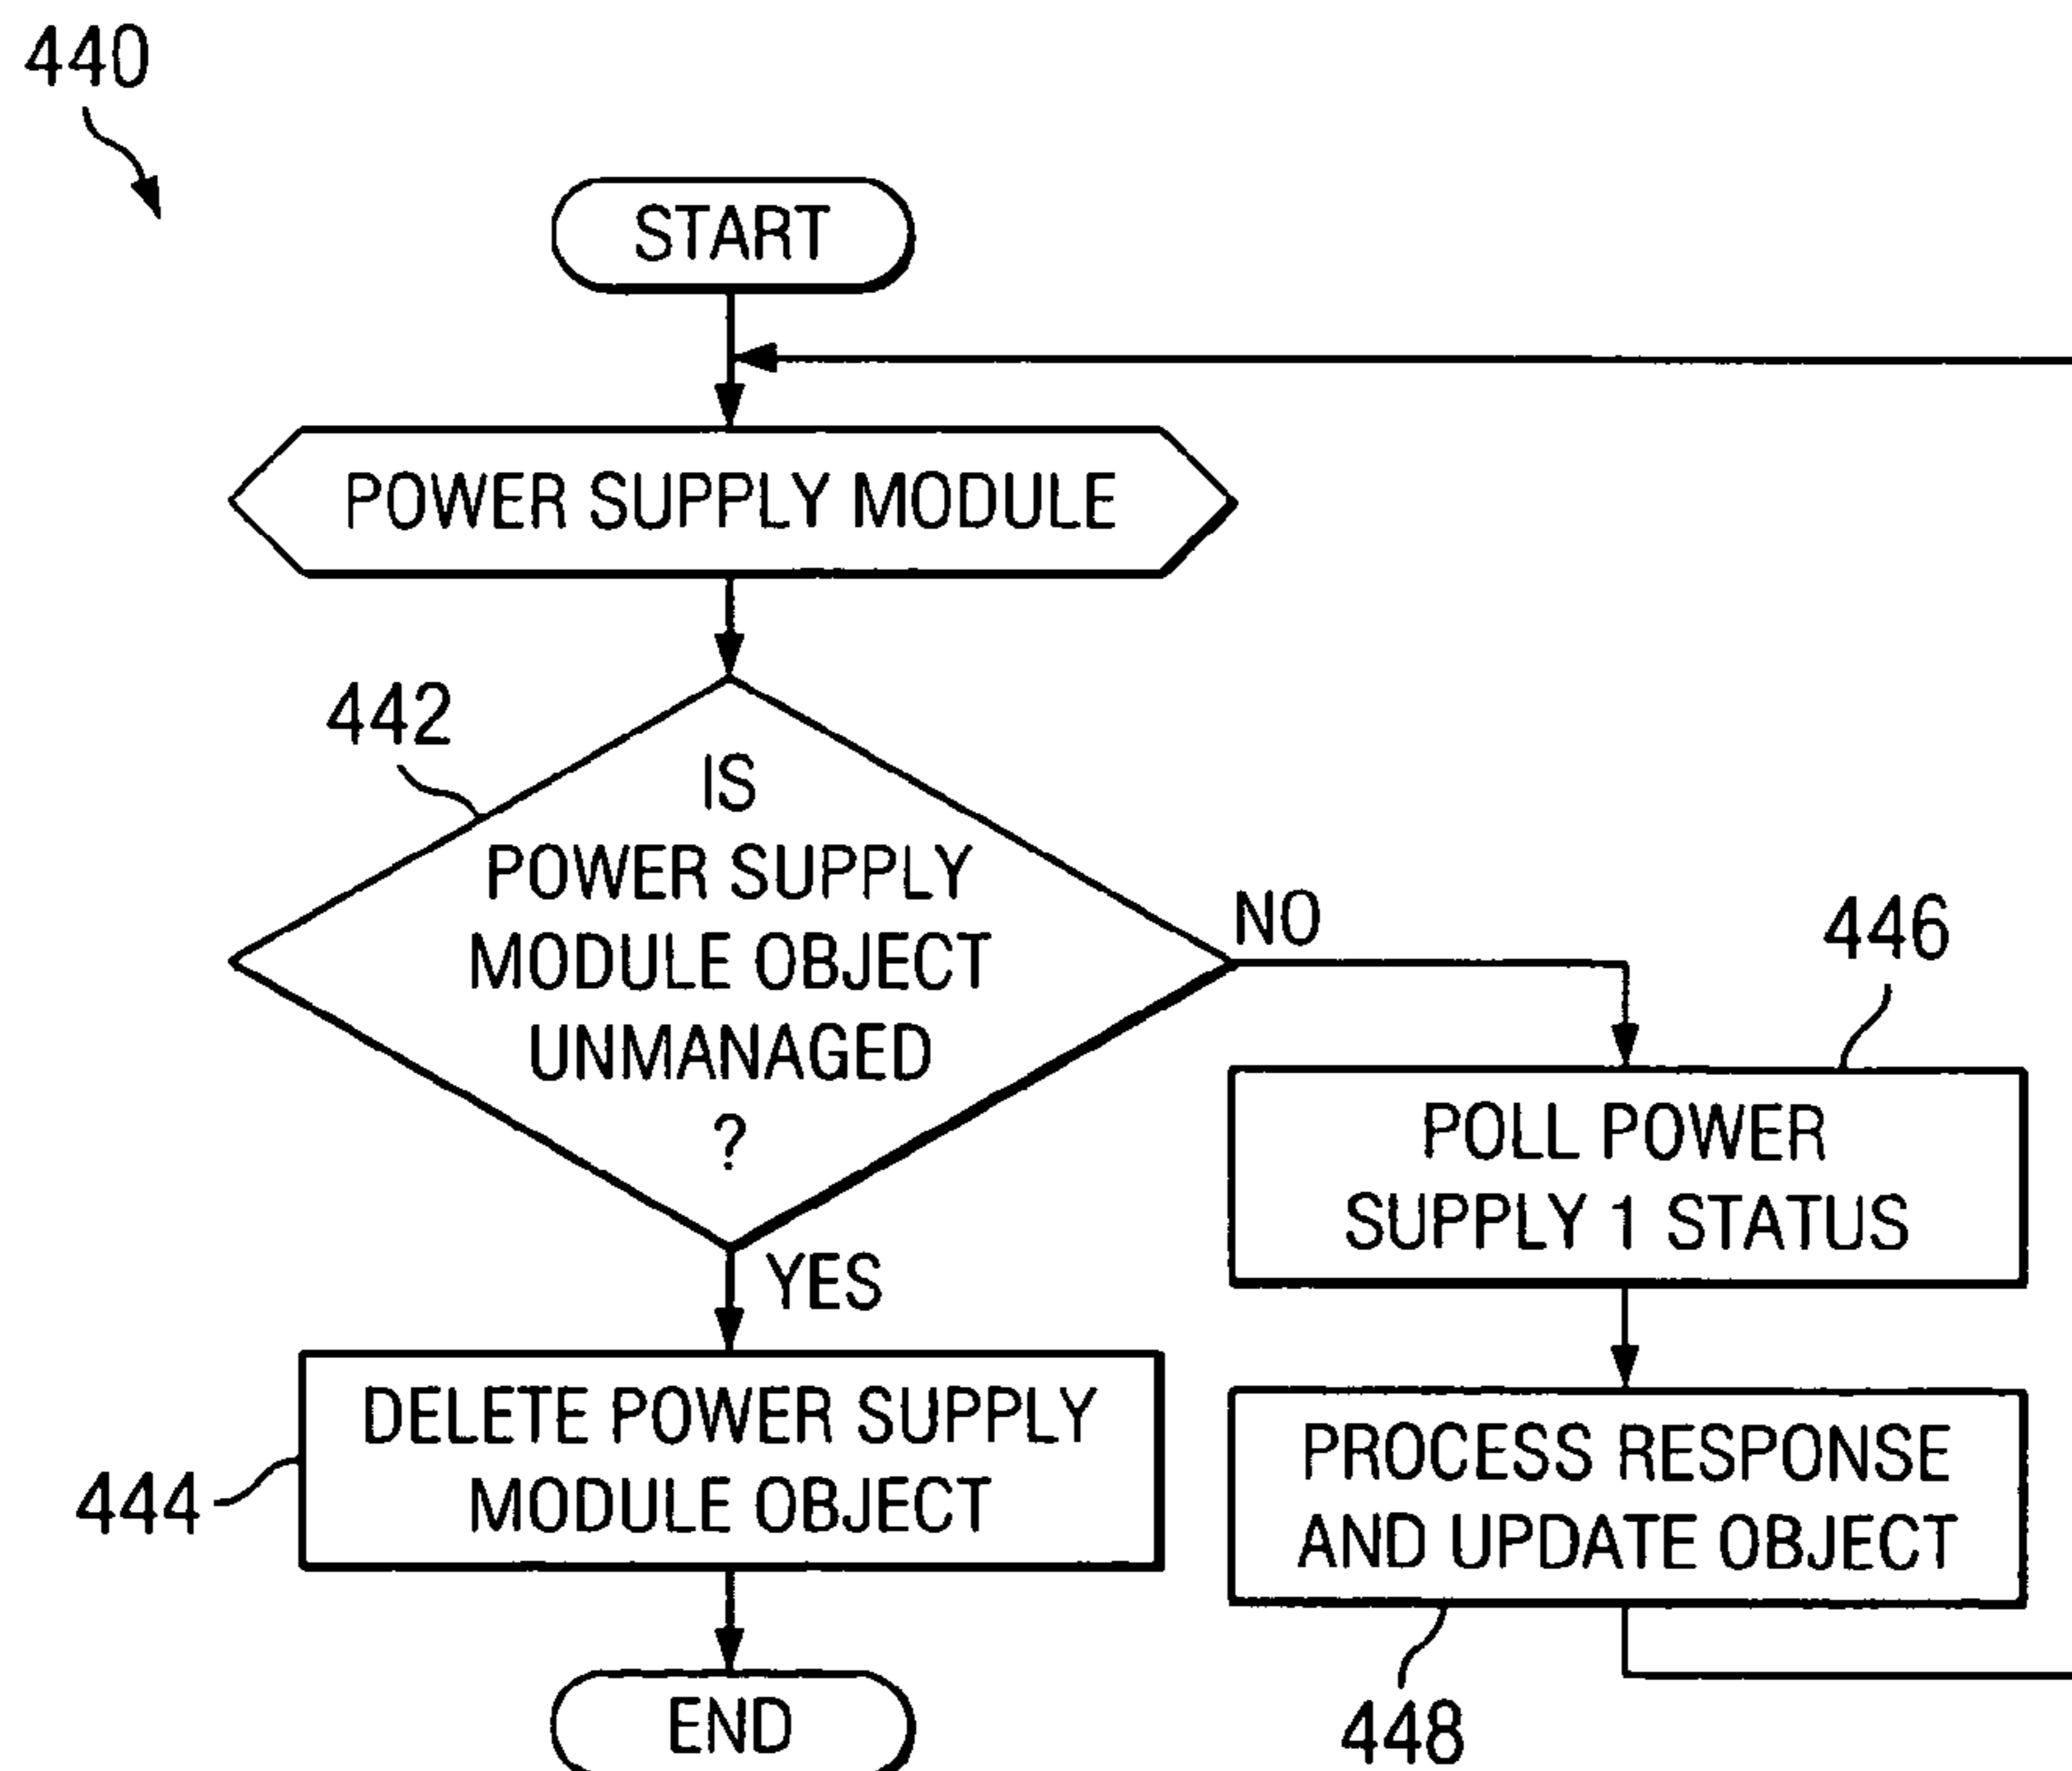 440
START
POWER SUPPLY MODULE
442
IS
POWER SUPPLY
MODULE OBJECT
UNMANAGED
?
NO
YES
446
POLL POWER
SUPPLY 1 STATUS
444
DELETE POWER SUPPLY
MODULE OBJECT
PROCESS RESPONSE
AND UPDATE OBJECT
448
END